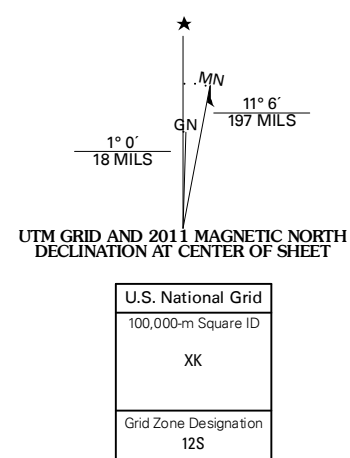 MN
11° 6´
197 MILS
GN
1° 0´
18 MILS
UTM GRID AND 2011 MAGNETIC NORTH
DECLINATION AT CENTER OF SHEET
U.S. National Grid
100,000-m Square ID
XK
Grid Zone Designation
12S